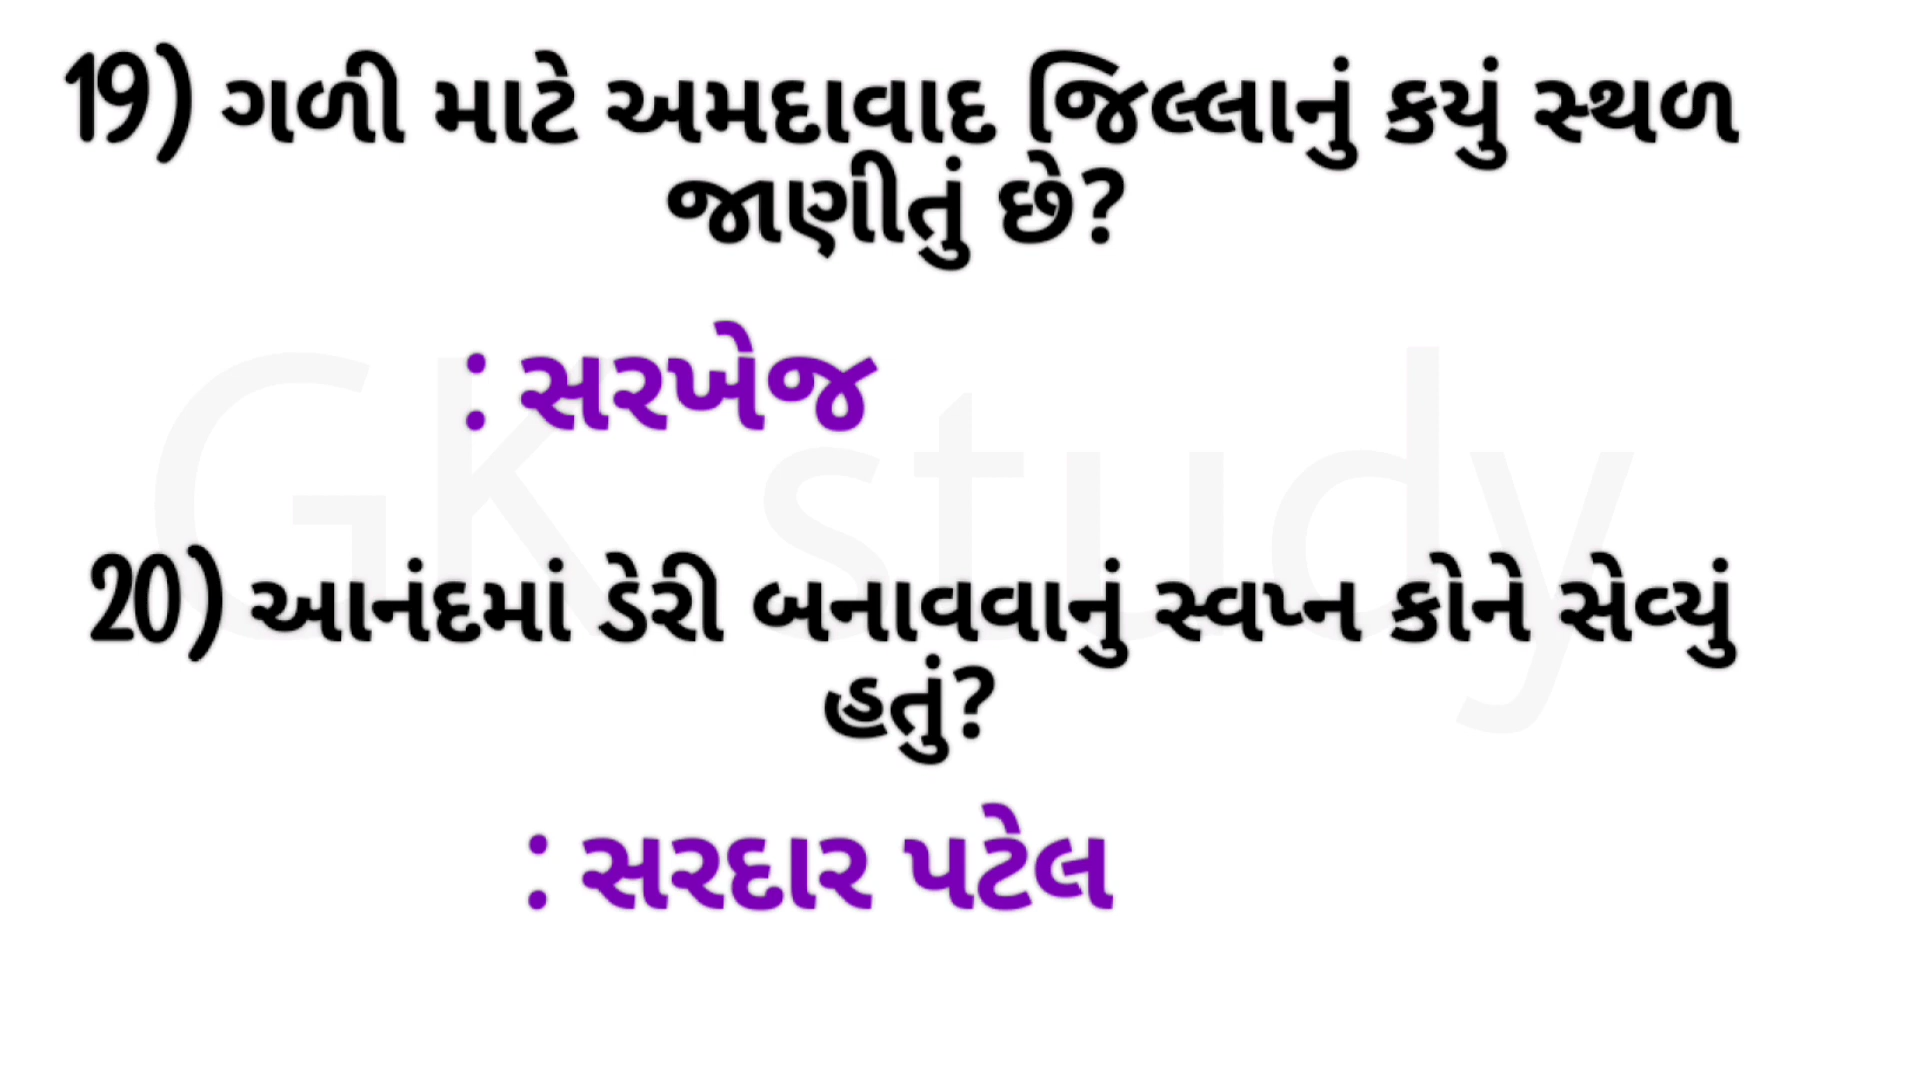 19) ગળી માટે અમદાવાદ જિલ્લાનું કયું સ્થળ
જાણીતું છે?
: સરખેજ
GK study
20) આનંદમાં ડેરી બનાવવાનું સ્વપ્ન કોને સેવ્યું
હતું?
: સરદાર પટેલ